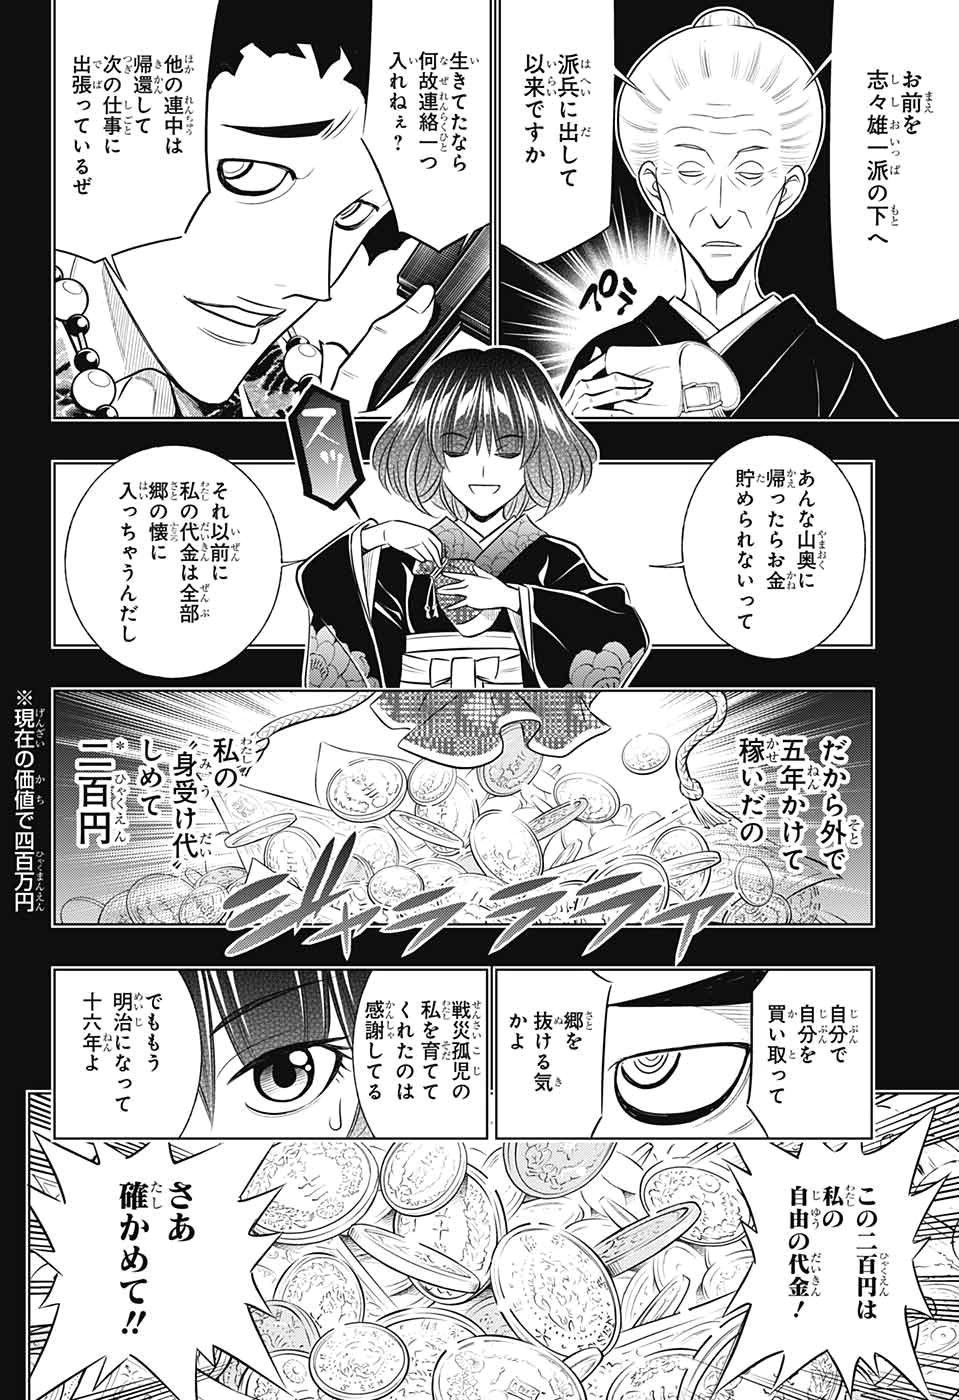 お前を
志々雄一派の下へ
派兵に出して
以来ですか
プラ
生きてたなら
何故連絡一つ
入れねぇ?
他の連中は
帰還して
次の仕事に
出張っているぜ
スッ
あんな山奥に
帰ったらお金
貯められないって
それ以前に
私の代金は全部
郷の懐に
入っちゃうんだし
だから外で
五年かけて
稼いだの
私の
〝身受け代〟
しめて
二百円
※現在の価値で四百万円
ジャラララァ
自分で
自分を
買い取って
郷を
抜ける気
かよ
戦災孤児の
私を育てて
くれたのは
感謝してる
でももう
明治になって
十六年よ
この二百円は
私の
自由の代金!
さあ
確かめて!!